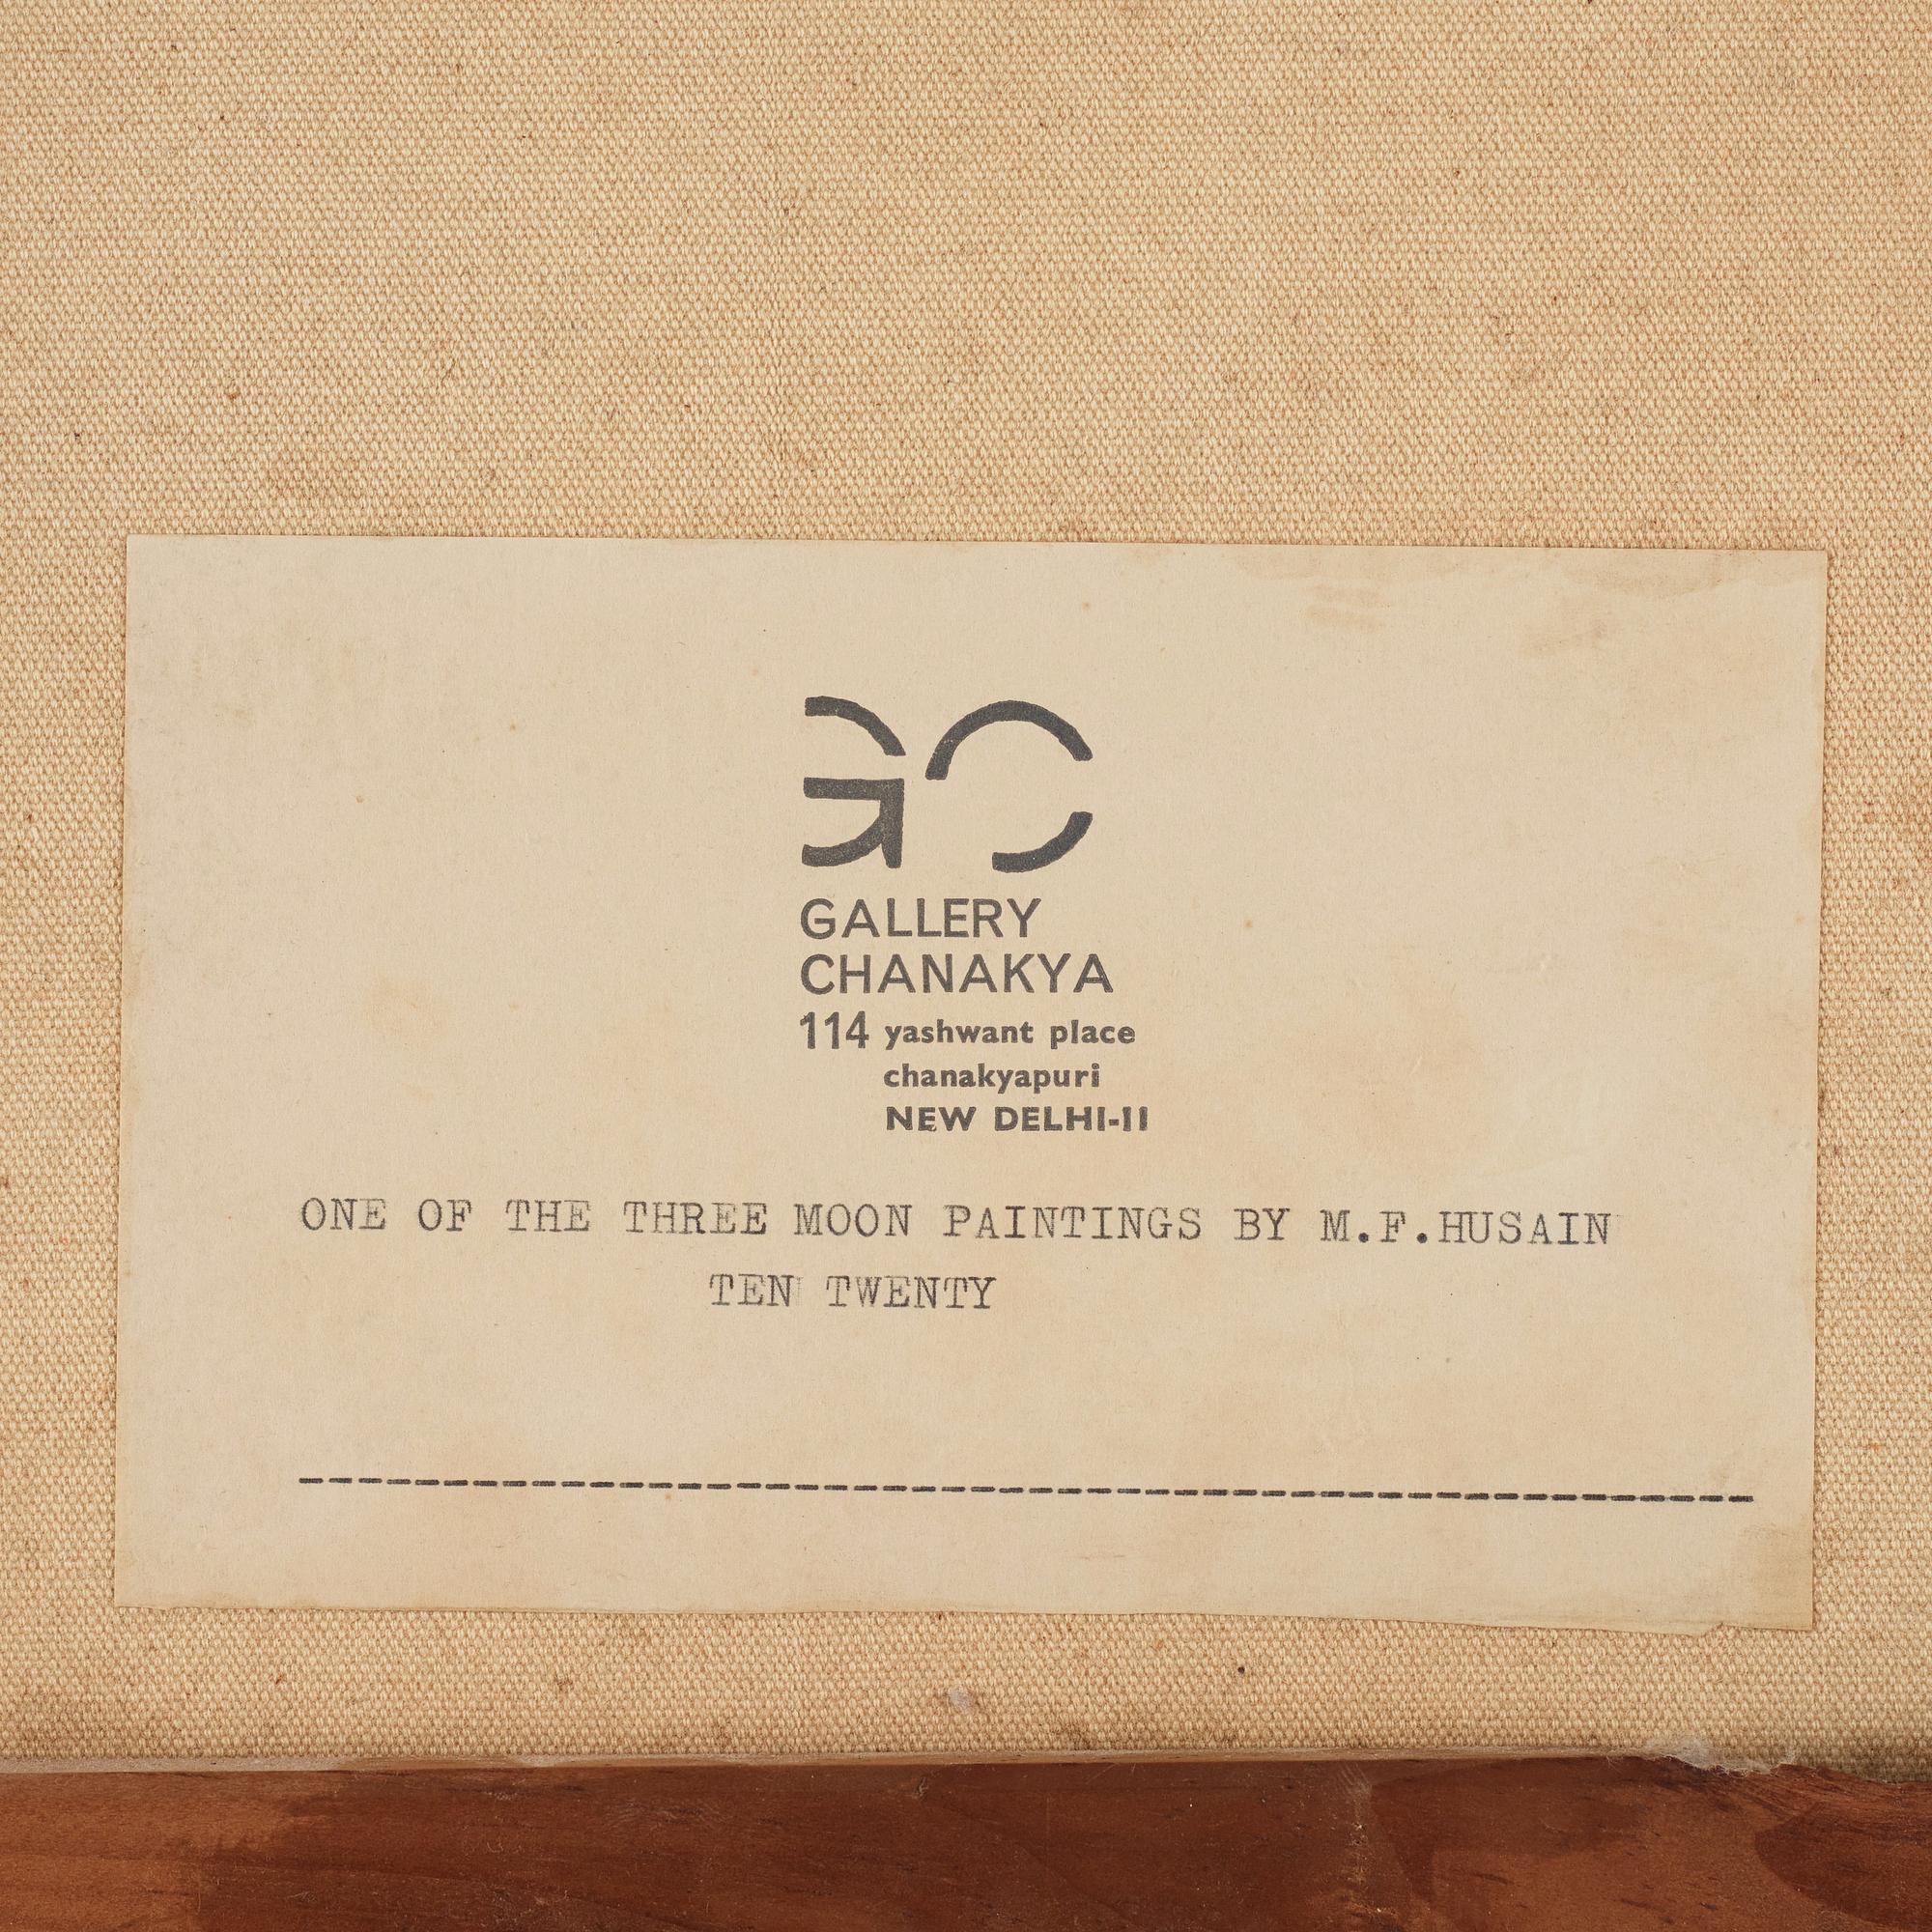 GC
GALLERY
CHANAKYA
114 yashwant place
chanakyapuri
NEW DELHI-11
ONE OF THE THREE MOON PAINTINGS BY M.F.HUSAIN
TEN TWENTY